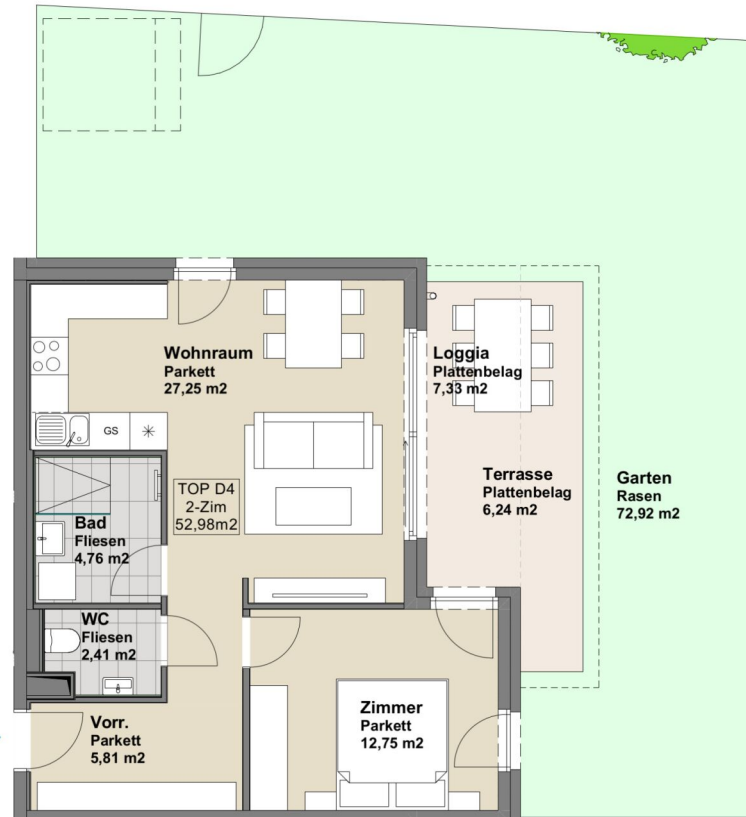 Wohnraum
Parkett
27,25 m2
Loggia
Plattenbelag
7,33 m2
GS
TOP D4
2-Zim
52,98m2
Terrasse
Plattenbelag
6,24 m2
Garten
Rasen
72,92 m2
Bad
Fliesen
4,76 m2
WC
Fliesen
2,41 m2
Vorr.
Parkett
5,81 m2
Zimmer
Parkett
12,75 m2